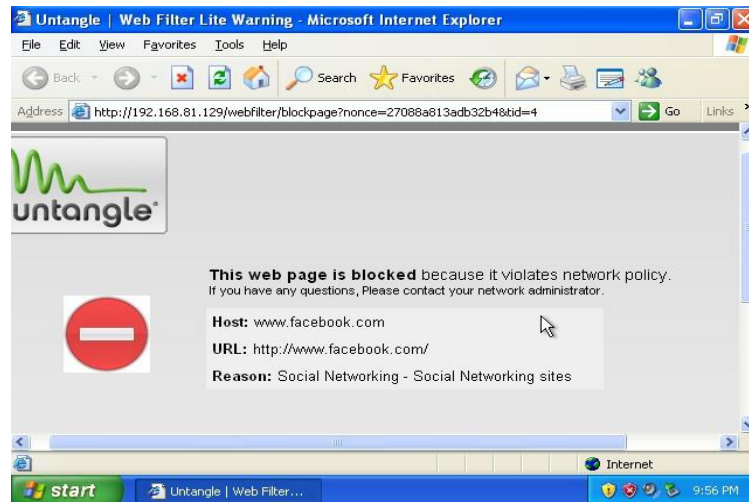 Untangle | Web Filter Lite Warning - Microsoft Internet Explorer
File Edit View Favorites Tools Help
Back Search Favorites
Address http://192.168.81.129/webfilter/blockpage?nonce=27088a813adb32b4&tid=4 Go Links
untangle
This web page is blocked because it violates network policy.
If you have any questions, Please contact your network administrator.
Host: www.facebook.com
URL: http://www.facebook.com/
Reason: Social Networking - Social Networking sites
Internet
start Untangle | Web Filter... 9:56 PM